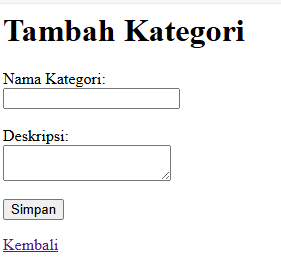 Tambah Kategori
Nama Kategori:
Deskripsi:
Simpan
Kembali